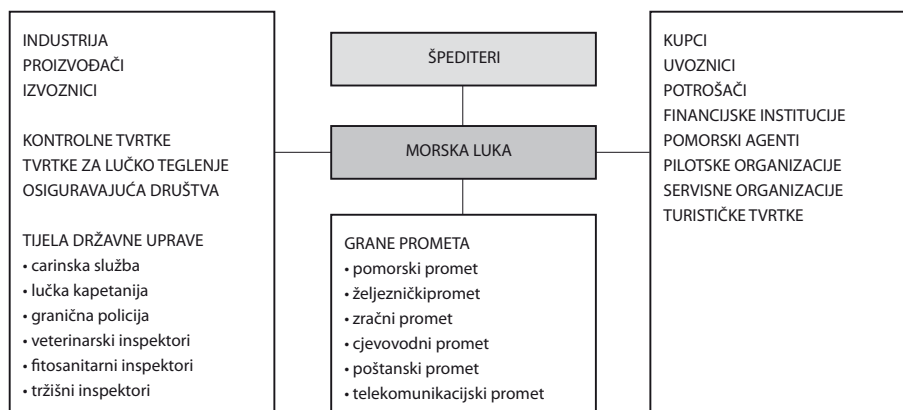 INDUSTRIJA
PROIZVOĐAČI
IZVOZNICI
KONTROLNE TVRTKE
TVRTKE ZA LUČKO TEGLENJE
OSIGURAVAJUĆA DRUŠTVA
TIJELA DRŽAVNE UPRAVE
• carinska služba
• lučka kapetanija
• granična policija
• veterinarski inspektori
• fitosanitarni inspektori
• tržišni inspektori
ŠPEDITERI
MORSKA LUKA
GRANE PROMETA
• pomorski promet
• željezničkipromet
• zračni promet
• cjevovodni promet
• poštanski promet
• telekomunikacijski promet
KUPCI
UVOZNICI
POTROŠAČI
FINANCIJSKE INSTITUCIJE
POMORSKI AGENTI
PILOTSKE ORGANIZACIJE
SERVISNE ORGANIZACIJE
TURISTIČKE TVRTKE